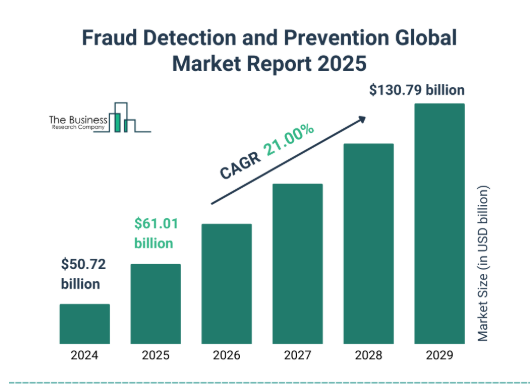 Fraud Detection and Prevention Global
Market Report 2025
The Business
Research Company
$130.79 billion
CAGR 21.00%
$61.01
billion
$50.72
billion
Market Size (in USD billion)
2024 2025 2026 2027 2028 2029